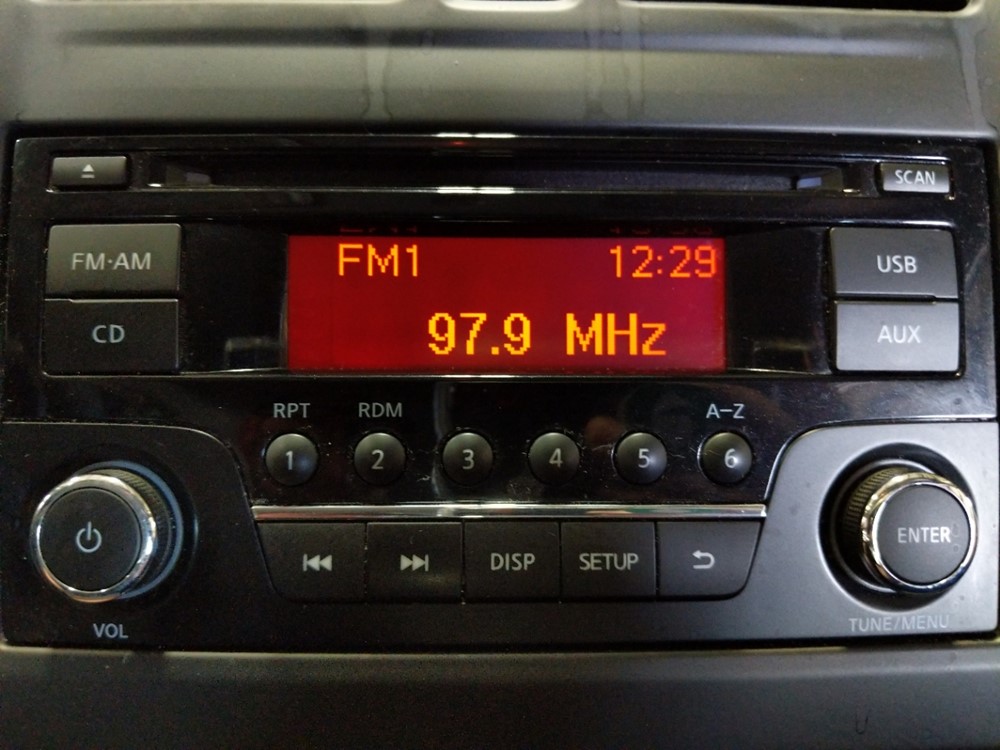 SCAN
FM·AM
FM1 12:29
USB
CD
97.9 MHz
AUX
RPT RDM A-Z
1 2 3 4 5 6
ENTER
DISP SETUP
VOL
TUNE/MENU